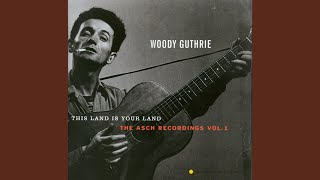 WOODY GUTHRIE
THIS LAND IS YOUR LAND
THE ASCH RECORDINGS VOL.1